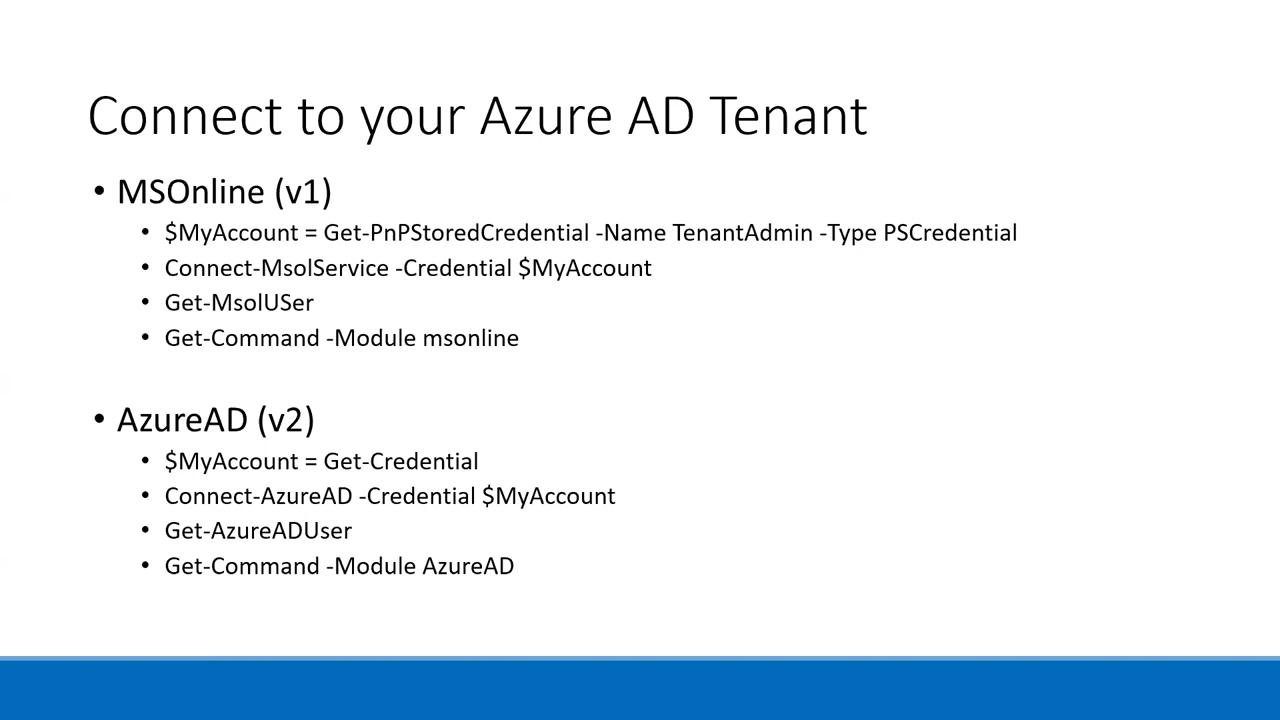 Connect to your Azure AD Tenant
• MSOnline (v1)
• $MyAccount = Get-PnPStoredCredential -Name TenantAdmin -Type PSCredential
• Connect-MsolService -Credential $MyAccount
• Get-MsolUSer
• Get-Command -Module msonline
• AzureAD (v2)
• $MyAccount = Get-Credential
• Connect-AzureAD -Credential $MyAccount
• Get-AzureADUser
• Get-Command -Module AzureAD